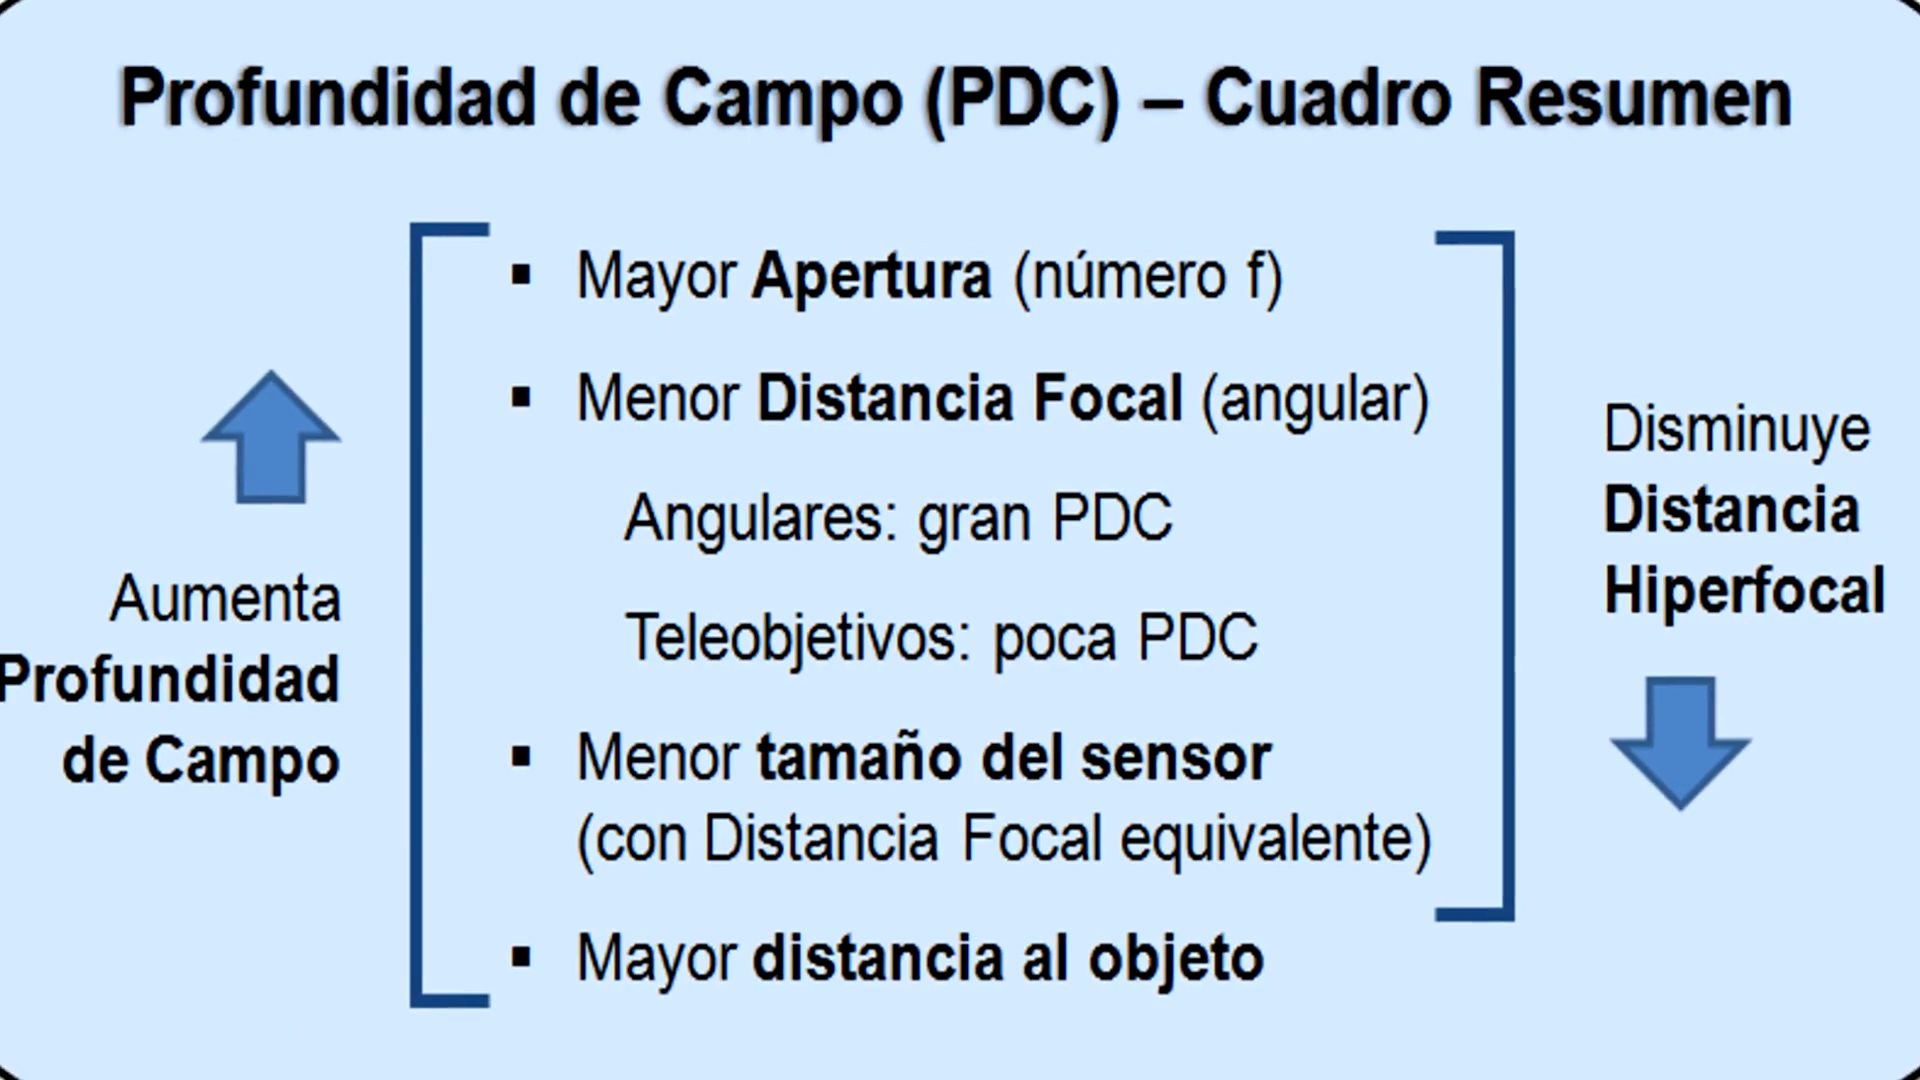 Profundidad de Campo (PDC) – Cuadro Resumen
Aumenta
Profundidad
de Campo
▪ Mayor Apertura (número f)
▪ Menor Distancia Focal (angular)
Angulares: gran PDC
Teleobjetivos: poca PDC
▪ Menor tamaño del sensor
(con Distancia Focal equivalente)
▪ Mayor distancia al objeto
Disminuye
Distancia
Hiperfocal